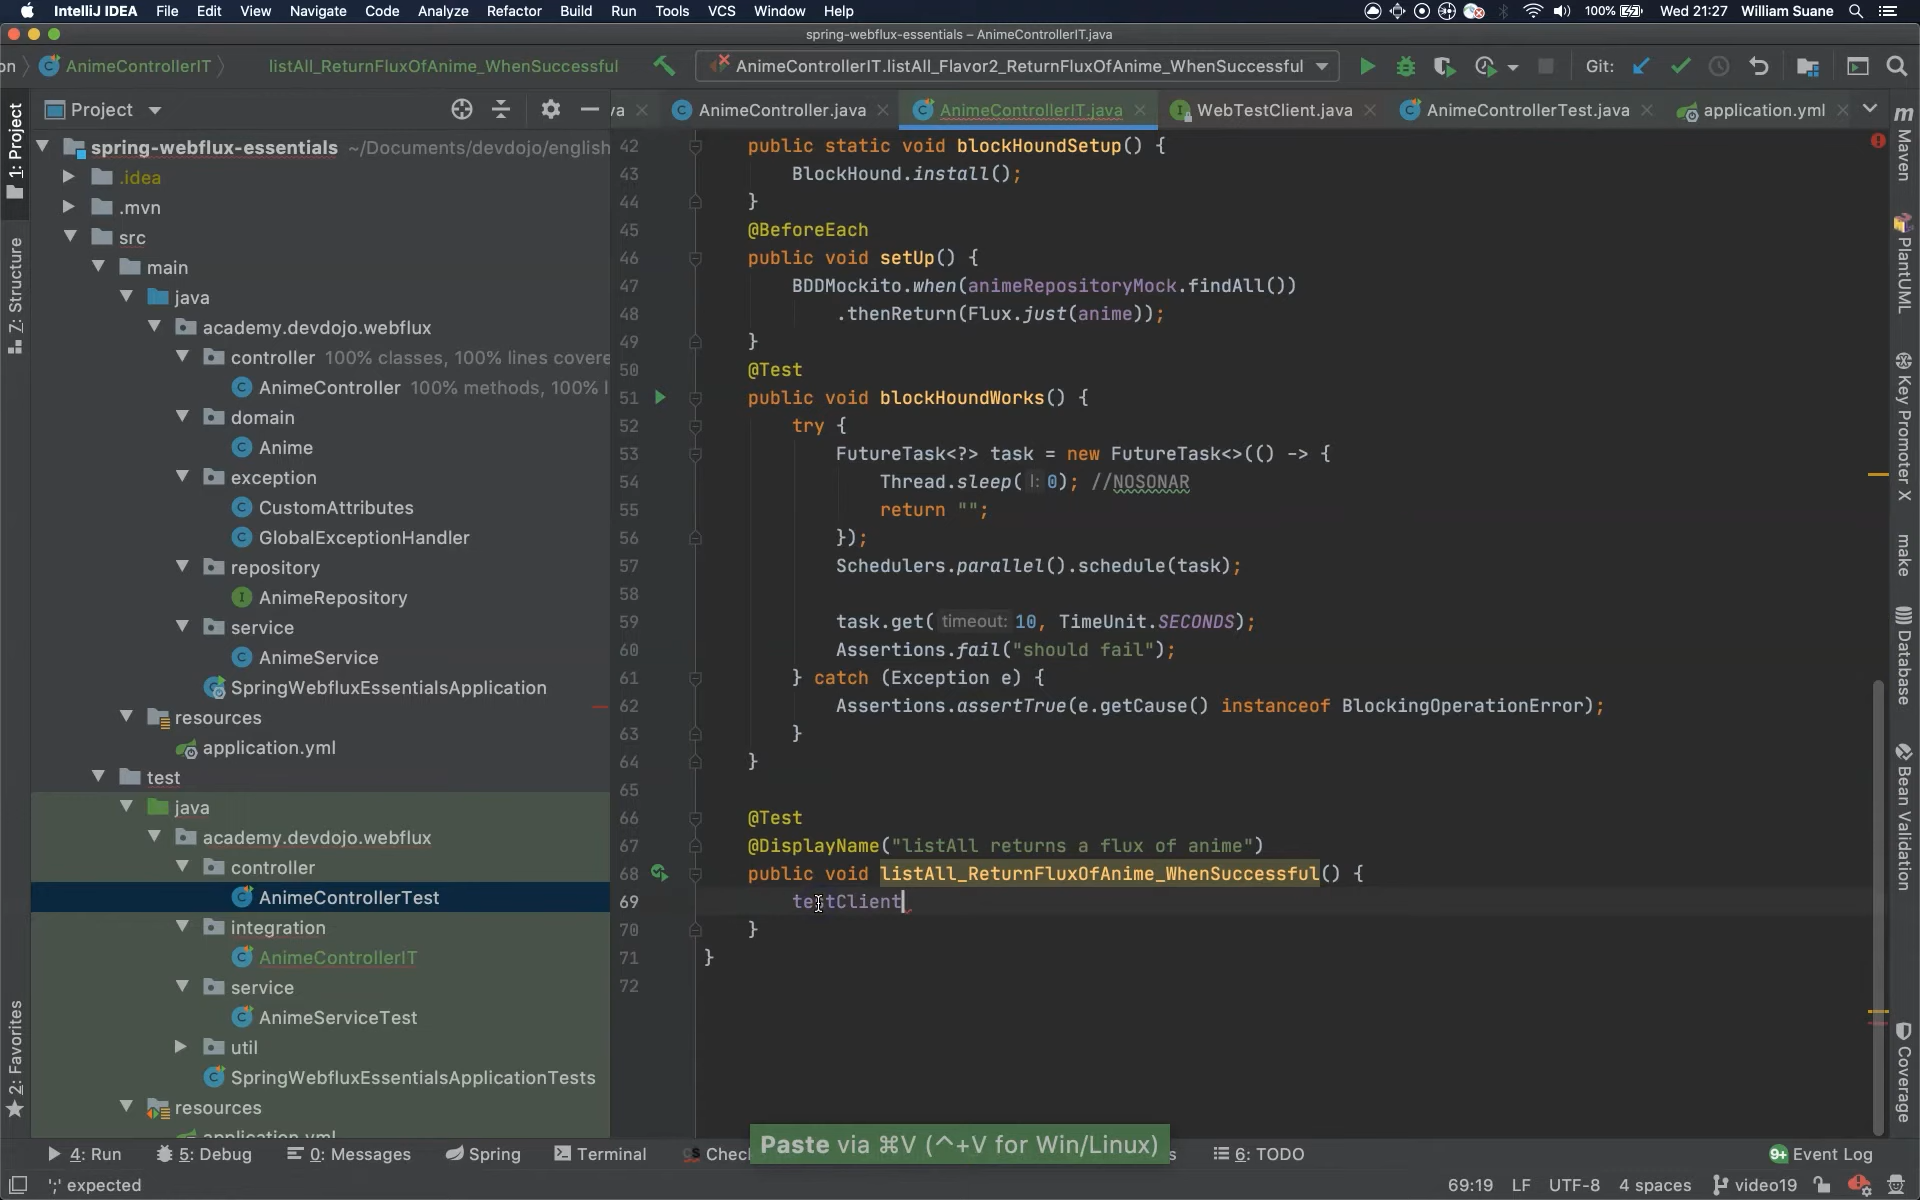 IntelliJ IDEA File Edit View Navigate Code Analyze Refactor Build Run Tools VCS Window Help 100% Wed 21:27 William Suane
spring-webflux-essentials – AnimeControllerIT.java
on AnimeControllerIT listAll_ReturnFluxOfAnime_WhenSuccessful AnimeControllerIT.listAll_Flavor2_ReturnFluxOfAnime_WhenSuccessful Git:
Project va AnimeController.java AnimeControllerIT.java WebTestClient.java AnimeControllerTest.java application.yml
1: Project
Z: Structure
2: Favorites
spring-webflux-essentials ~/Documents/devdojo/english
.idea
.mvn
src
main
java
academy.devdojo.webflux
controller 100% classes, 100% lines covere
AnimeController 100% methods, 100% l
domain
Anime
exception
CustomAttributes
GlobalExceptionHandler
repository
AnimeRepository
service
AnimeService
SpringWebfluxEssentialsApplication
resources
application.yml
test
java
academy.devdojo.webflux
controller
AnimeControllerTest
integration
AnimeControllerIT
service
AnimeServiceTest
util
SpringWebfluxEssentialsApplicationTests
resources
application.yml
42 public static void blockHoundSetup() {
43 BlockHound.install();
44 }
45 @BeforeEach
46 public void setUp() {
47 BDDMockito.when(animeRepositoryMock.findAll())
48 .thenReturn(Flux.just(anime));
49 }
50 @Test
51 public void blockHoundWorks() {
52 try {
53 FutureTask<?> task = new FutureTask<>(() -> {
54 Thread.sleep( l: 0); //NOSONAR
55 return "";
56 });
57 Schedulers.parallel().schedule(task);
58
59 task.get( timeout: 10, TimeUnit.SECONDS);
60 Assertions.fail("should fail");
61 } catch (Exception e) {
62 Assertions.assertTrue(e.getCause() instanceof BlockingOperationError);
63 }
64 }
65
66 @Test
67 @DisplayName("listAll returns a flux of anime")
68 public void listAll_ReturnFluxOfAnime_WhenSuccessful() {
69 testClient
70 }
71 }
72
m Maven
PlantUML
Key Promoter X
make
Database
Bean Validation
Coverage
Paste via ⌘V (^+V for Win/Linux)
4: Run 5: Debug 0: Messages Spring Terminal CS Chec s 6: TODO 9+ Event Log
';' expected 69:19 LF UTF-8 4 spaces video19